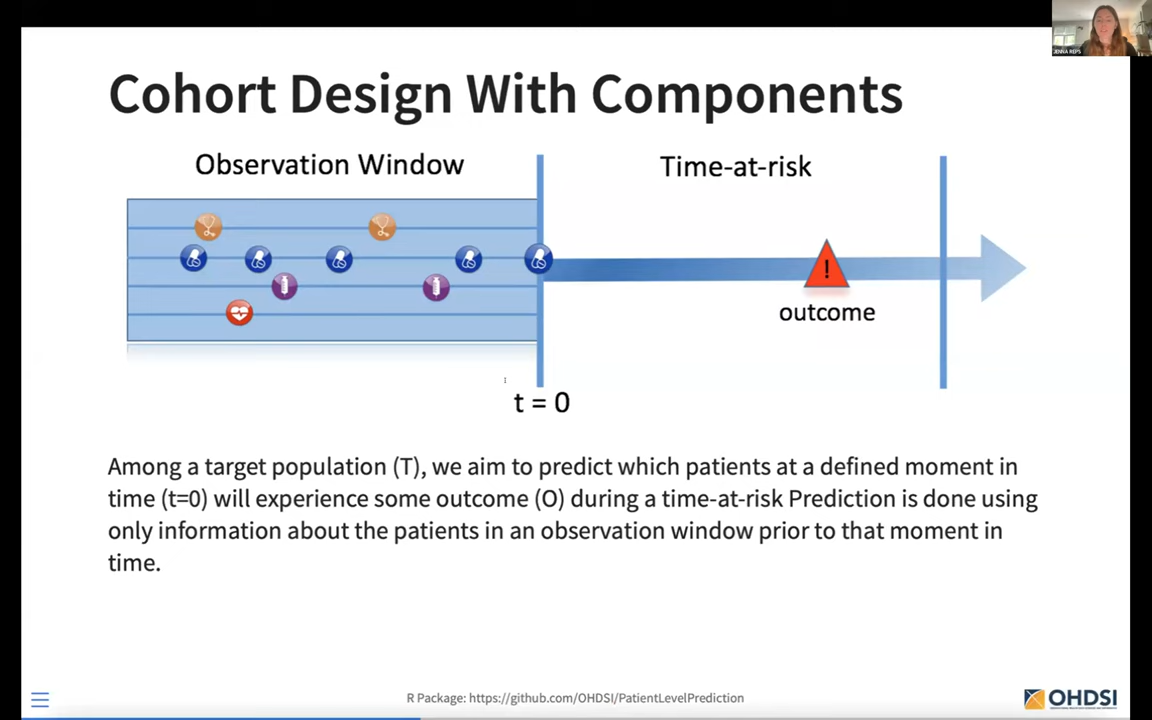 JENNA REPS
Cohort Design With Components
Observation Window
Time-at-risk
!
outcome
t = 0
Among a target population (T), we aim to predict which patients at a defined moment in
time (t=0) will experience some outcome (O) during a time-at-risk Prediction is done using
only information about the patients in an observation window prior to that moment in
time.
R Package: https://github.com/OHDSI/PatientLevelPrediction
OHDSI